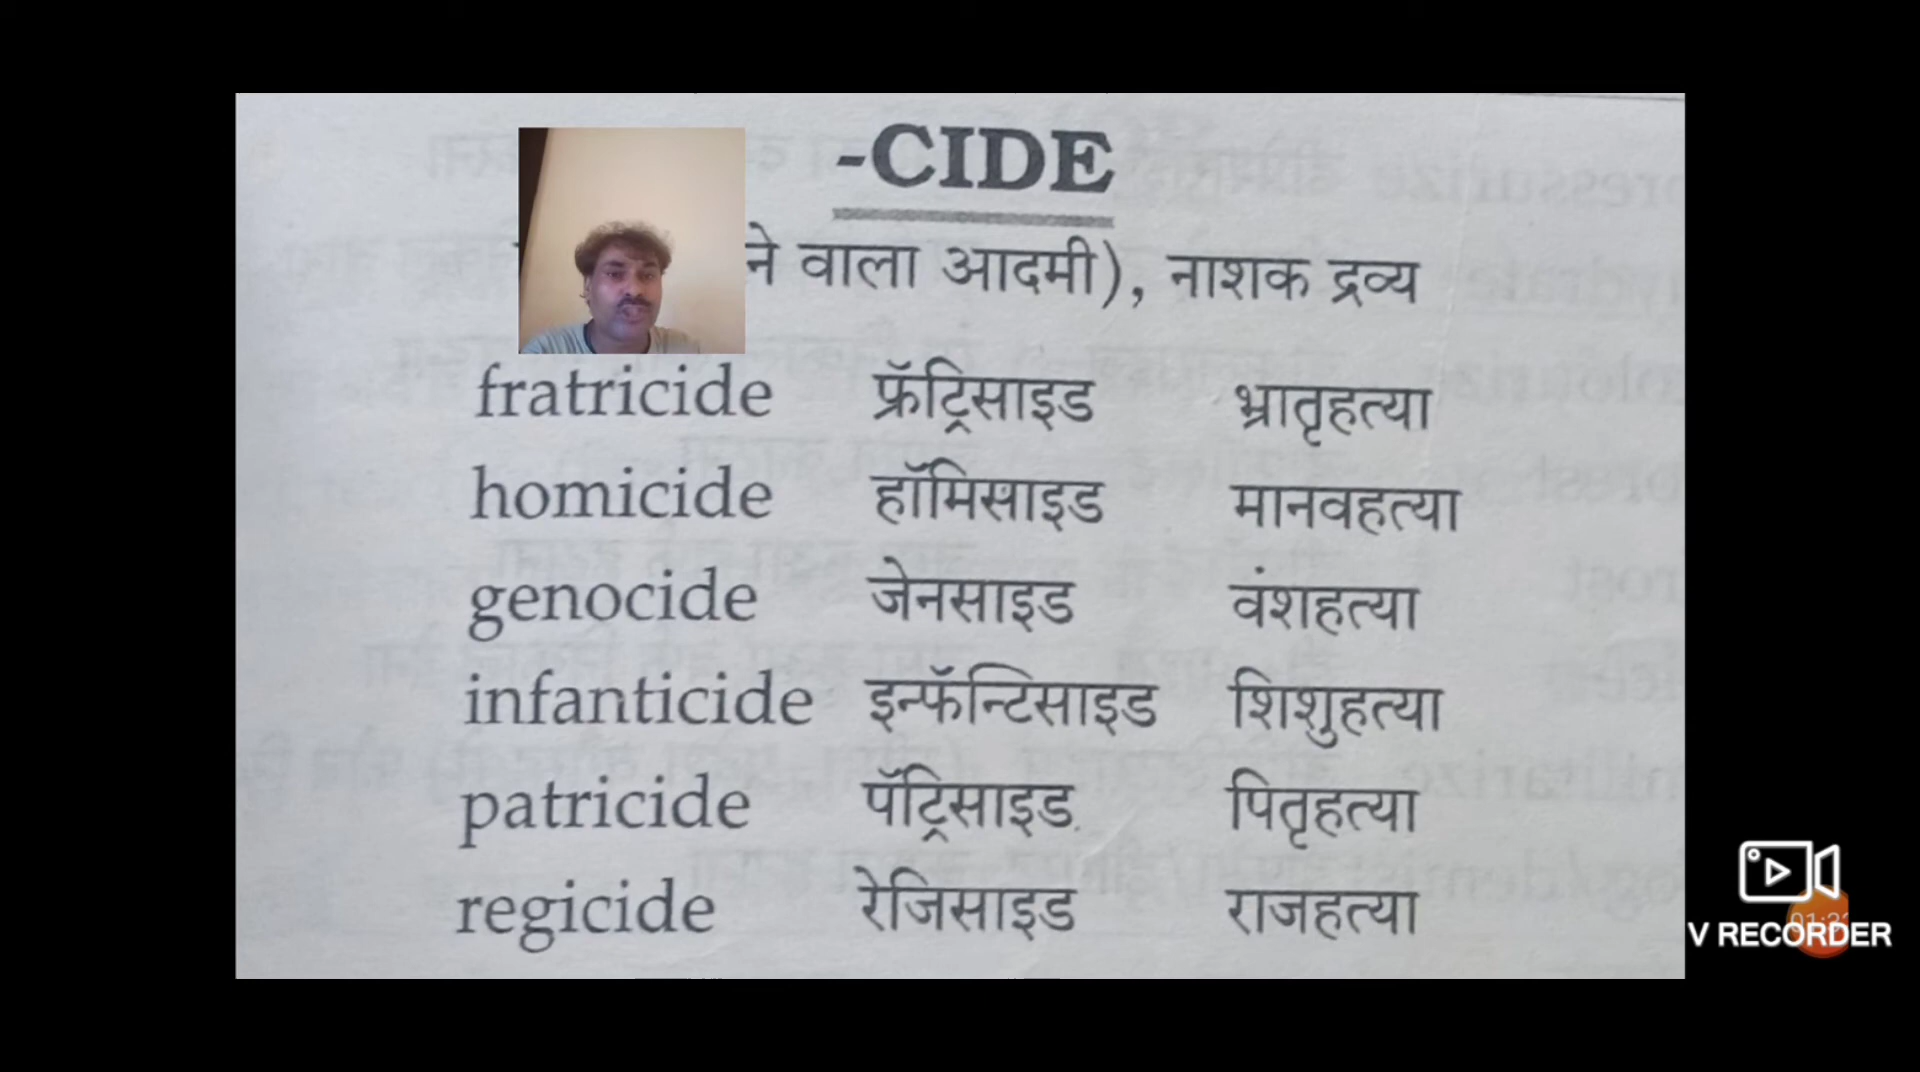 -CIDE
ने वाला आदमी), नाशक द्रव्य
fratricide फ्रॅट्रिसाइड भ्रातृहत्या
homicide हॉमिसाइड मानवहत्या
genocide जेनसाइड वंशहत्या
infanticide इन्फॅन्टिसाइड शिशुहत्या
patricide पॅट्रिसाइड पितृहत्या
regicide रेजिसाइड राजहत्या
V RECORDER